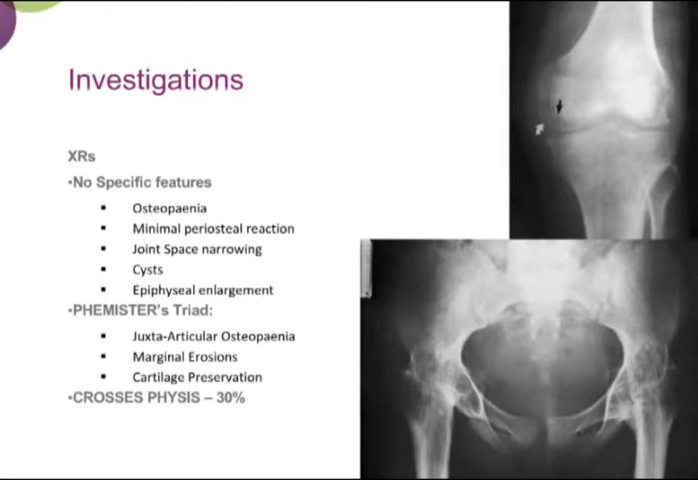 Investigations
XRs
•No Specific features
▪ Osteopaenia
▪ Minimal periosteal reaction
▪ Joint Space narrowing
▪ Cysts
▪ Epiphyseal enlargement
•PHEMISTER's Triad:
▪ Juxta-Articular Osteopaenia
▪ Marginal Erosions
▪ Cartilage Preservation
•CROSSES PHYSIS – 30%